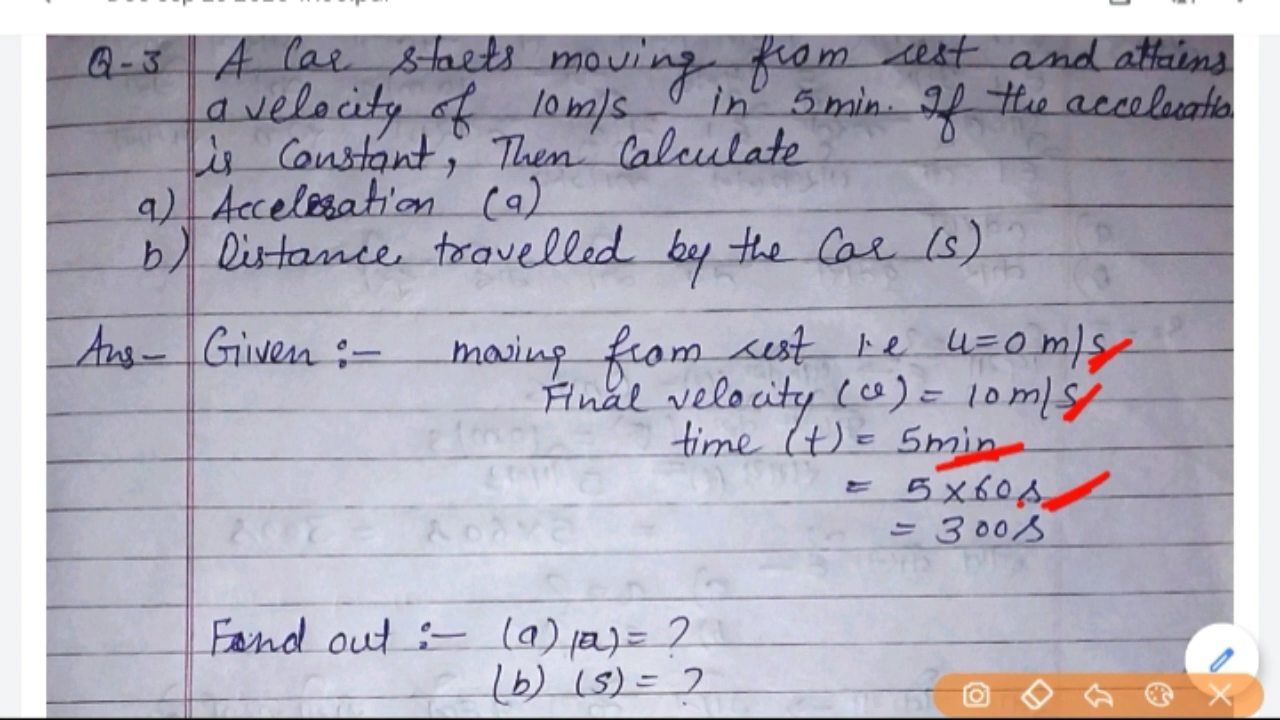 Q-3 A Car starts moving from rest and attains
a velocity of 10m/s in 5min. If the acceleratio
is Constant, Then Calculate
a) Acceleration (a)
b) Distance travelled by the Car (s)
Ans- Given :- moving from rest i.e u=0 m/s
Final velocity (v) = 10m/s
time (t) = 5min
= 5×60s
= 300s
Find out :- (a) (a) = ?
(b) (s) = ?